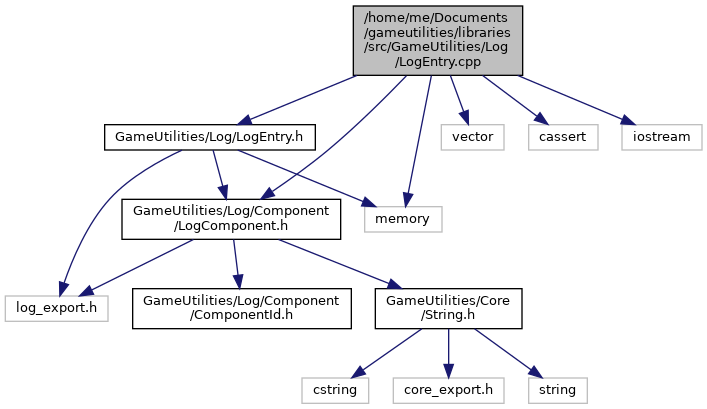 /home/me/Documents
/gameutilities/libraries
/src/GameUtilities/Log
/LogEntry.cpp
GameUtilities/Log/LogEntry.h
vector
cassert
iostream
GameUtilities/Log/Component
/LogComponent.h
memory
log_export.h
GameUtilities/Log/Component
/ComponentId.h
GameUtilities/Core
/String.h
cstring
core_export.h
string